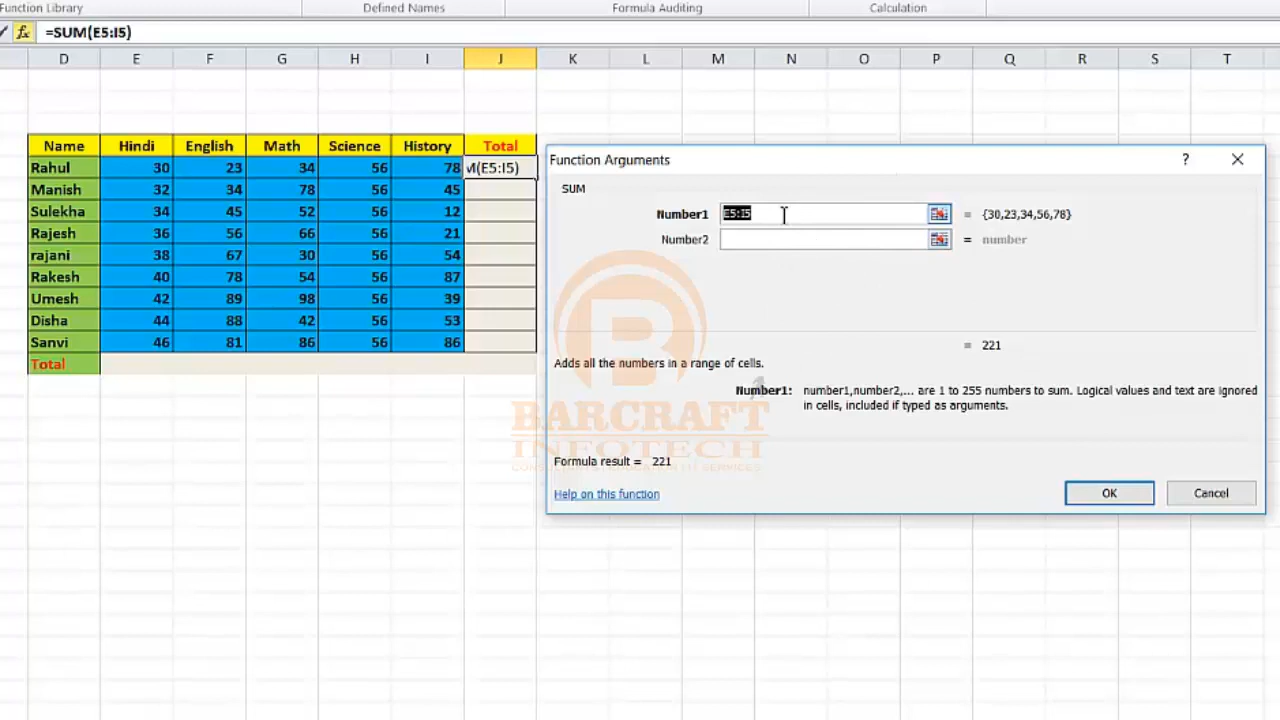 Function Library Defined Names Formula Auditing Calculation
fx =SUM(E5:I5)
D E F G H I J K L M N O P Q R S T
Name Hindi English Math Science History Total
Rahul 30 23 34 56 78 M(E5:I5)
Manish 32 34 78 56 45
Sulekha 34 45 52 56 12
Rajesh 36 56 66 56 21
rajani 38 67 30 56 54
Rakesh 40 78 54 56 87
Umesh 42 89 98 56 39
Disha 44 88 42 56 53
Sanvi 46 81 86 56 86
Total
Function Arguments ?
SUM
Number1 E5:I5 = {30,23,34,56,78}
Number2 = number
= 221
Adds all the numbers in a range of cells.
Number1: number1,number2,... are 1 to 255 numbers to sum. Logical values and text are ignored
in cells, included if typed as arguments.
Formula result = 221
Help on this function
OK Cancel
B
BARCRAFT
INFOTECH